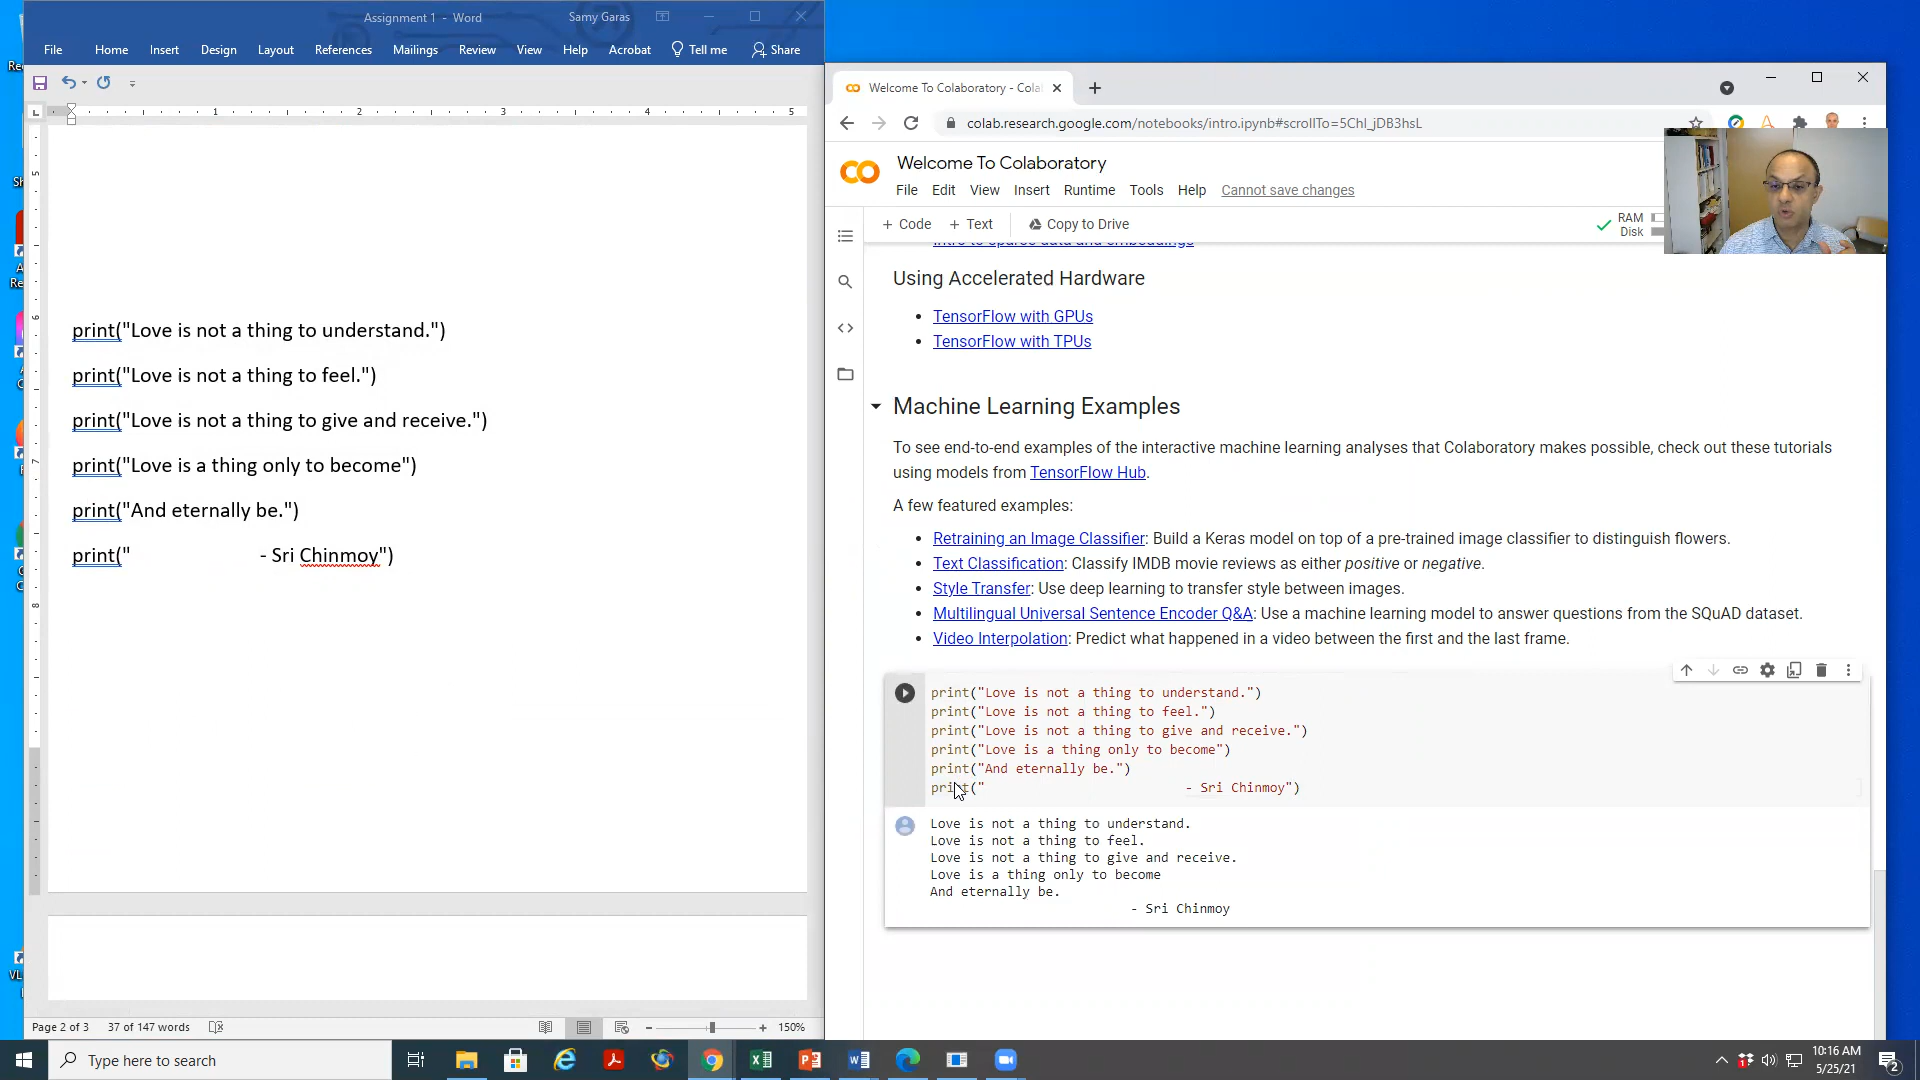 Assignment 1 - Word
Samy Garas
File Home Insert Design Layout References Mailings Review View Help Acrobat Tell me Share
1 2 3 4 5
print("Love is not a thing to understand.")
print("Love is not a thing to feel.")
print("Love is not a thing to give and receive.")
print("Love is a thing only to become")
print("And eternally be.")
print(" - Sri Chinmoy")
Page 2 of 3 37 of 147 words
150%
Welcome To Colaboratory - Cola
colab.research.google.com/notebooks/intro.ipynb#scrollTo=5Chl_jDB3hsL
Welcome To Colaboratory
File Edit View Insert Runtime Tools Help Cannot save changes
+ Code + Text Copy to Drive
RAM
Disk
Intro to sparse data and embeddings
Using Accelerated Hardware
• TensorFlow with GPUs
• TensorFlow with TPUs
Machine Learning Examples
To see end-to-end examples of the interactive machine learning analyses that Colaboratory makes possible, check out these tutorials
using models from TensorFlow Hub.
A few featured examples:
• Retraining an Image Classifier: Build a Keras model on top of a pre-trained image classifier to distinguish flowers.
• Text Classification: Classify IMDB movie reviews as either positive or negative.
• Style Transfer: Use deep learning to transfer style between images.
• Multilingual Universal Sentence Encoder Q&A: Use a machine learning model to answer questions from the SQuAD dataset.
• Video Interpolation: Predict what happened in a video between the first and the last frame.
print("Love is not a thing to understand.")
print("Love is not a thing to feel.")
print("Love is not a thing to give and receive.")
print("Love is a thing only to become")
print("And eternally be.")
print(" - Sri Chinmoy")
Love is not a thing to understand.
Love is not a thing to feel.
Love is not a thing to give and receive.
Love is a thing only to become
And eternally be.
- Sri Chinmoy
Type here to search
10:16 AM
5/25/21
2